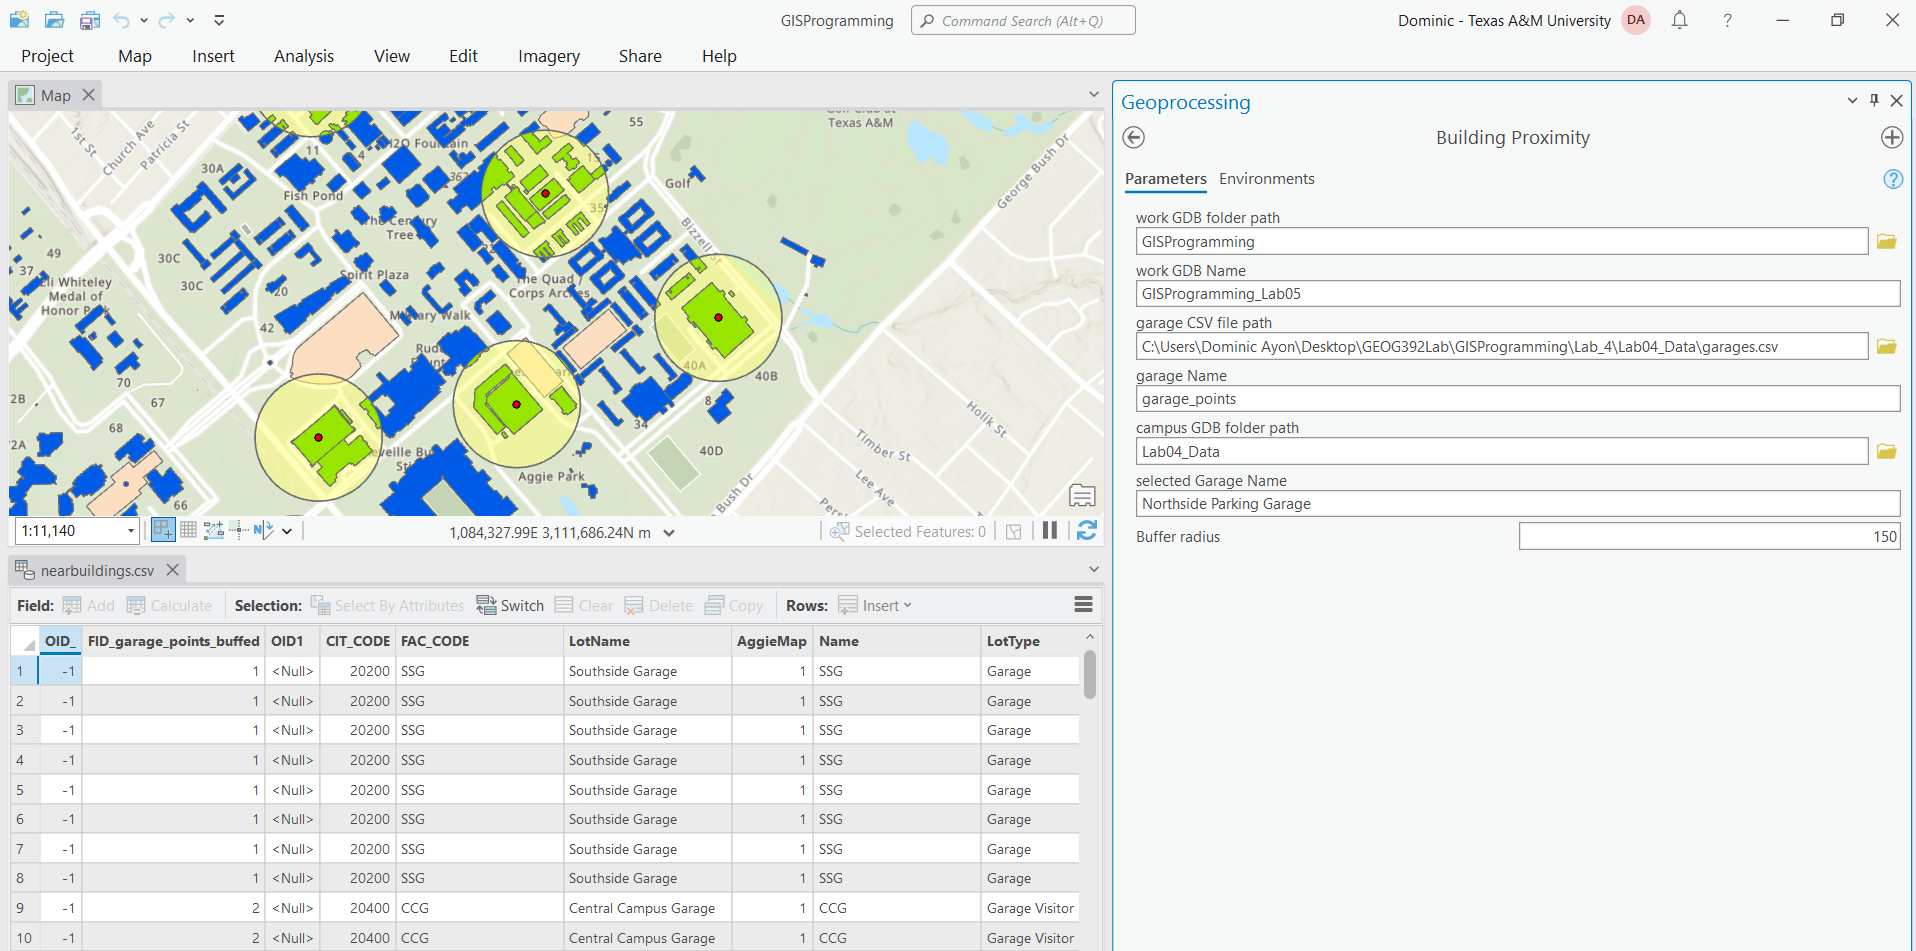 GISProgramming
Command Search (Alt+Q)
Dominic - Texas A&M University
DA
?
Project Map Insert Analysis View Edit Imagery Share Help
Map
1st St
Church Ave
Patricia St
11
4
H2O Fountain
362
15
55
Golf Club at
Texas A&M
George Bush Dr
30A
Fish Pond
Golf
35
The Century
Tree
Bizzell St
49
37
30C
Spirit Plaza
The Quad /
Corps Arches
Eli Whiteley
Medal of
Honor Park
30C
20
42
Military Walk
40A
40B
70
67
8
Holik St
68
34
Timber St
40D
Aggie Park
66
Lee Ave
Bush Dr
1:11,140
1,084,327.99E 3,111,686.24N m
Selected Features: 0
nearbuildings.csv
Field: Add Calculate Selection: Select By Attributes Switch Clear Delete Copy Rows: Insert
OID_ FID_garage_points_buffed OID1 CIT_CODE FAC_CODE LotName AggieMap Name LotType
1 -1 1 <Null> 20200 SSG Southside Garage 1 SSG Garage
2 -1 1 <Null> 20200 SSG Southside Garage 1 SSG Garage
3 -1 1 <Null> 20200 SSG Southside Garage 1 SSG Garage
4 -1 1 <Null> 20200 SSG Southside Garage 1 SSG Garage
5 -1 1 <Null> 20200 SSG Southside Garage 1 SSG Garage
6 -1 1 <Null> 20200 SSG Southside Garage 1 SSG Garage
7 -1 1 <Null> 20200 SSG Southside Garage 1 SSG Garage
8 -1 1 <Null> 20200 SSG Southside Garage 1 SSG Garage
9 -1 2 <Null> 20400 CCG Central Campus Garage 1 CCG Garage Visitor
10 -1 2 <Null> 20400 CCG Central Campus Garage 1 CCG Garage Visitor
Geoprocessing
Building Proximity
Parameters Environments
?
work GDB folder path
GISProgramming
work GDB Name
GISProgramming_Lab05
garage CSV file path
C:\Users\Dominic Ayon\Desktop\GEOG392Lab\GISProgramming\Lab_4\Lab04_Data\garages.csv
garage Name
garage_points
campus GDB folder path
Lab04_Data
selected Garage Name
Northside Parking Garage
Buffer radius
150